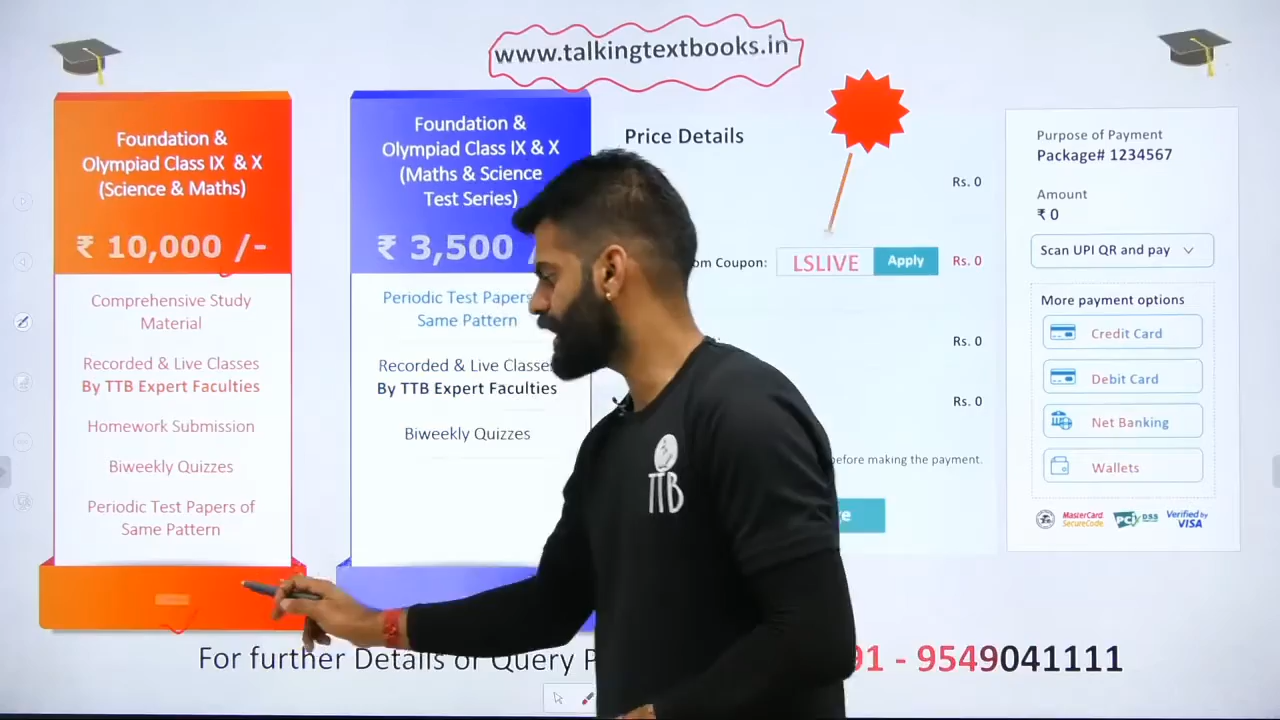 www.talkingtextbooks.in
Foundation &
Olympiad Class IX & X
(Science & Maths)
₹ 10,000 /-
Comprehensive Study
Material
Recorded & Live Classes
By TTB Expert Faculties
Homework Submission
Biweekly Quizzes
Periodic Test Papers of
Same Pattern
Foundation &
Olympiad Class IX & X
(Maths & Science
Test Series)
₹ 3,500
Periodic Test Papers
Same Pattern
Recorded & Live Classes
By TTB Expert Faculties
Biweekly Quizzes
Price Details
Rs. 0
Coupon:
LSLIVE
Apply
Rs. 0
Rs. 0
Rs. 0
before making the payment.
Purpose of Payment
Package# 1234567
Amount
₹ 0
Scan UPI QR and pay
More payment options
Credit Card
Debit Card
Net Banking
Wallets
MasterCard
SecureCode
PCI DSS
Verified by
VISA
TTB
For further Details or Query
91 - 9549041111